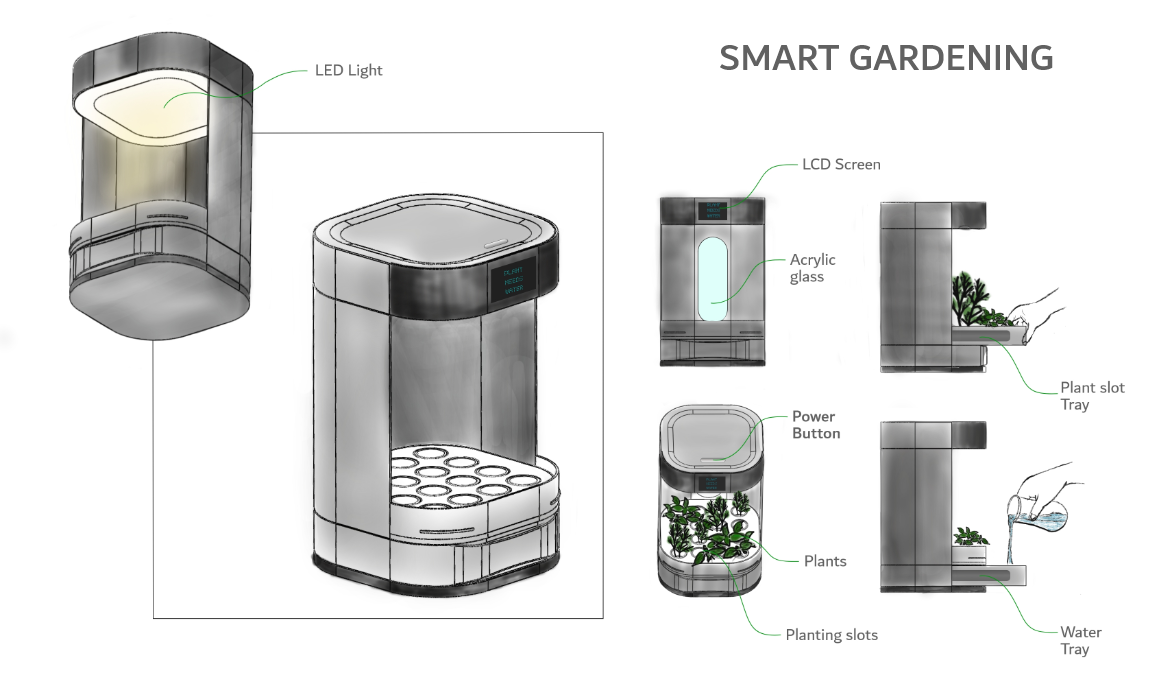 SMART GARDENING
LED Light
LCD Screen
Acrylic
glass
PLANT
NEEDS
WATER
Plant slot
Tray
Power
Button
Plants
Planting slots
Water
Tray